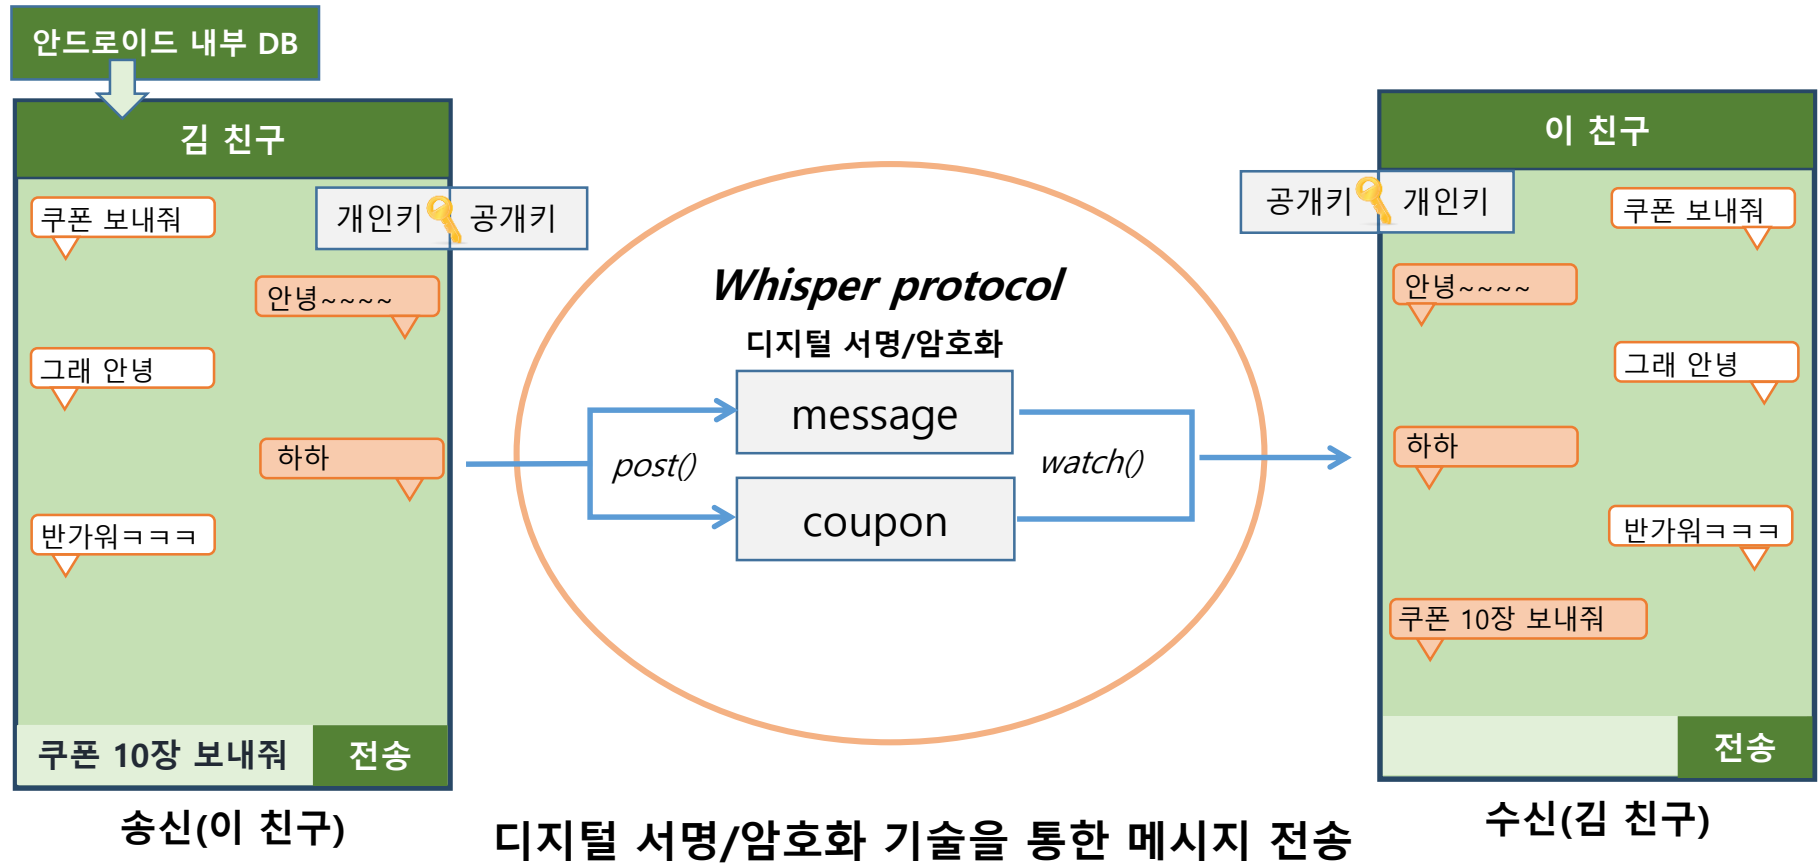 안드로이드 내부 DB
김 친구
쿠폰 보내줘
개인키
공개키
안녕~~~~
그래 안녕
하하
반가워ㅋㅋㅋ
쿠폰 10장 보내줘
전송
송신(이 친구)
Whisper protocol
디지털 서명/암호화
message
post()
watch()
coupon
이 친구
공개키
개인키
쿠폰 보내줘
안녕~~~~
그래 안녕
하하
반가워ㅋㅋㅋ
쿠폰 10장 보내줘
전송
수신(김 친구)
디지털 서명/암호화 기술을 통한 메시지 전송